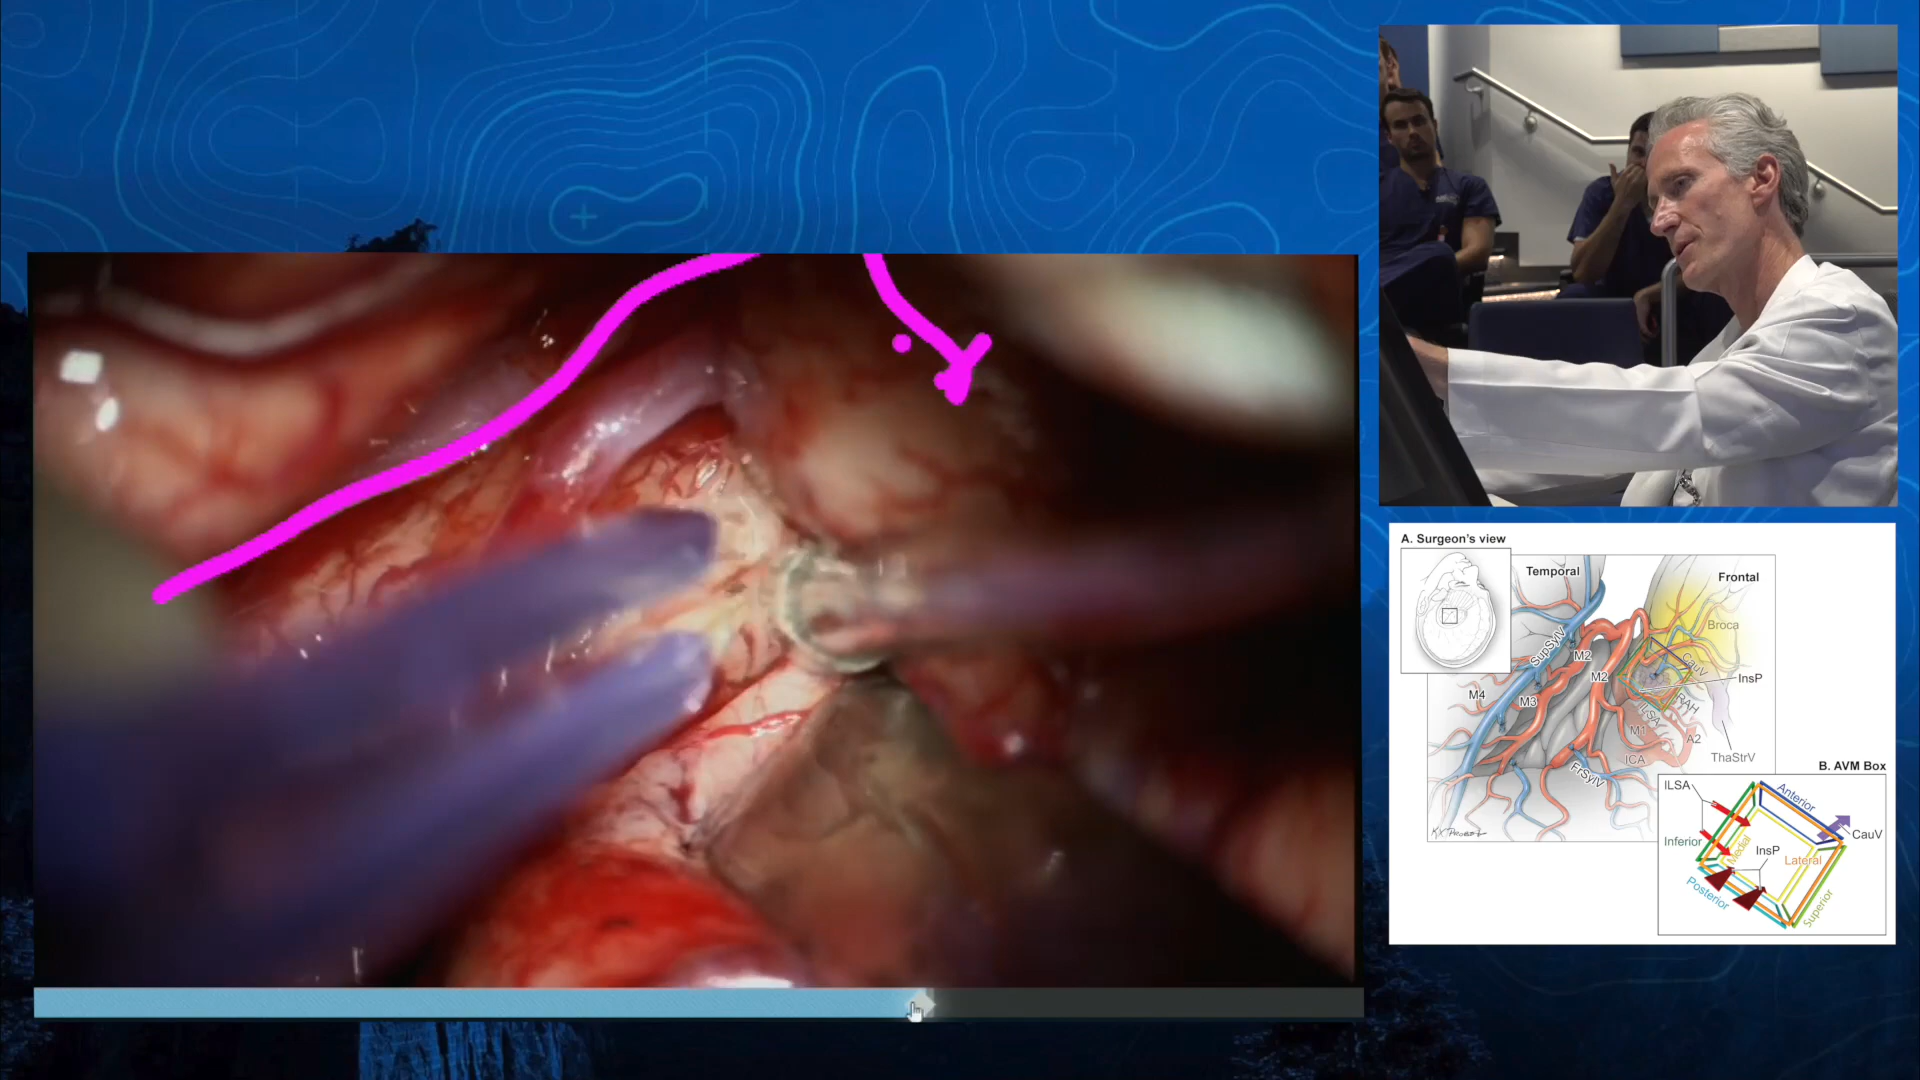 A. Surgeon's view
Temporal
Frontal
Broca
SupSylV
M2
CauV
M2
InsP
M4
M3
RAH
ILSA
M1
A2
ICA
ThaStrV
FrSylV
B. AVM Box
ILSA
Anterior
CauV
Inferior
InsP
Medial
Lateral
Posterior
Superior